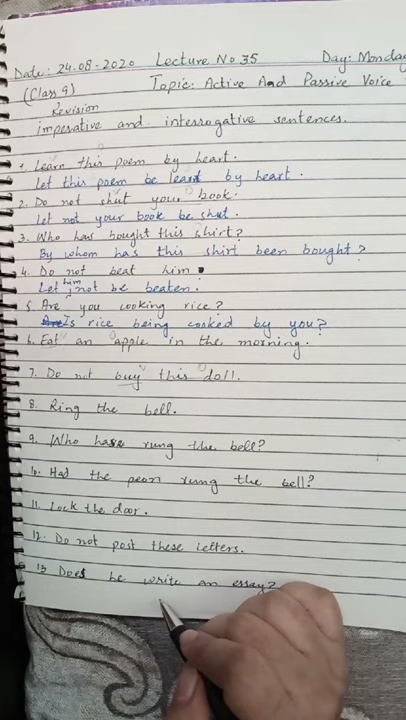 Date: 24.08.2020 Lecture No 35 Day: Monday
(Class 9) Topic: Active And Passive Voice
Revision
imperative and interrogative sentences.
1. Learn this poem by heart.
Let this poem be learnt by heart.
2. Do not shut your book.
Let not your book be shut.
3. Who has bought this shirt?
By whom has this shirt been bought?
4. Do not beat him.
Let him not be beaten.
5. Are you cooking rice?
Is rice being cooked by you?
6. Eat an apple in the morning.
7. Do not buy this doll.
8. Ring the bell.
9. Who has rung the bell?
10. Had the peon rung the bell?
11. Lock the door.
12. Do not post these letters.
13. Does he write an essay?